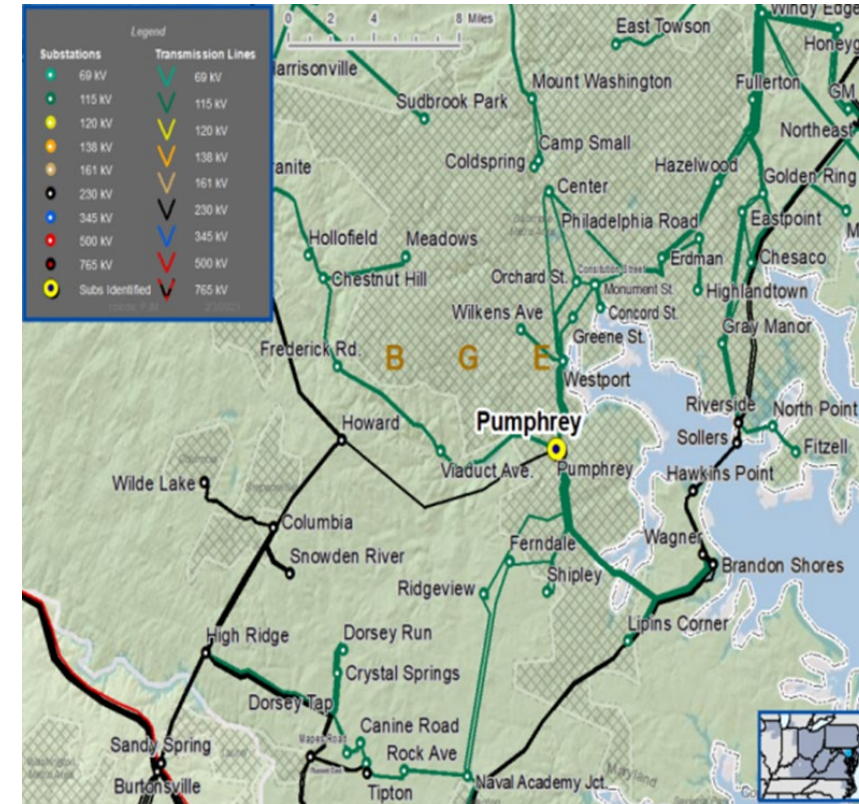 Legend
Substations Transmission Lines
69 kV 69 kV
115 kV 115 kV
120 kV 120 kV
138 kV 138 kV
161 kV 161 kV
230 kV 230 kV
345 kV 345 kV
500 kV 500 kV
765 kV 765 kV
Subs Identified
0 2 4 8 Miles
Windy Edge
East Towson
Honeyg
arrisonville
Mount Washington
Fullerton
GM
Sudbrook Park
Northeast
Camp Small
Coldspring
Hazelwood
ranite
Golden Ring
Center
Philadelphia Road
Eastpoint
M
Hollofield
Meadows
Erdman
Chesaco
Chestnut Hill
Orchard St.
Constitution Street
Monument St.
Highlandtown
Wilkens Ave
Concord St.
Gray Manor
Greene St.
Frederick Rd.
B G E
Westport
Riverside
North Point
Howard
Pumphrey
Sollers
Fitzell
Viaduct Ave.
Pumphrey
Hawkins Point
Wilde Lake
Columbia
Ferndale
Wagner
Snowden River
Brandon Shores
Shipley
Ridgeview
Lipins Corner
High Ridge
Dorsey Run
Crystal Springs
Dorsey Tap
Canine Road
Mapes Road
Sandy Spring
Rock Ave
Burtonsville
Tipton
Naval Academy Jct.
Maryland